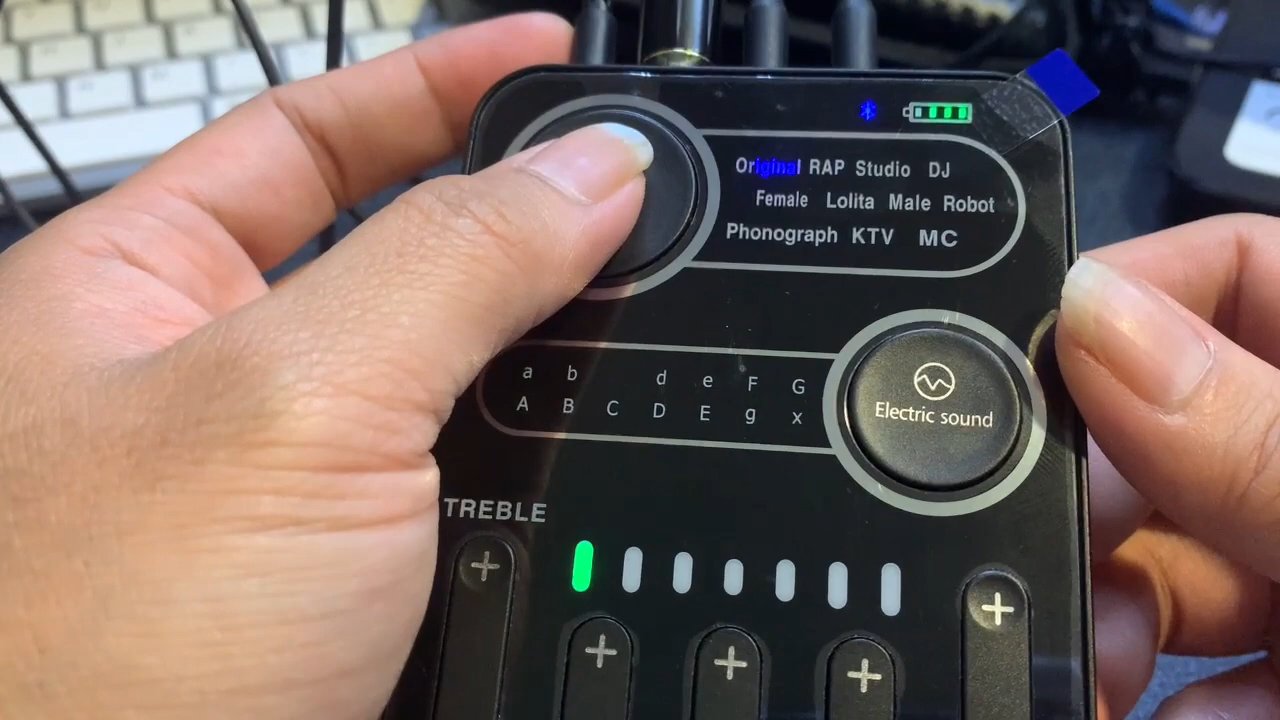 Original RAP Studio DJ
Female Lolita Male Robot
Phonograph KTV MC
a b d e F G
A B C D E g x
Electric sound
TREBLE